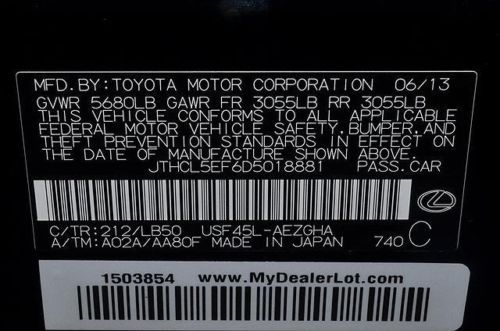 MFD. BY: TOYOTA MOTOR CORPORATION 06/13
GVWR 5680LB GAWR FR 3055LB RR 3055LB
THIS VEHICLE CONFORMS TO ALL APPLICABLE
FEDERAL MOTOR VEHICLE SAFETY, BUMPER, AND
THEFT PREVENTION STANDARDS IN EFFECT ON
THE DATE OF MANUFACTURE SHOWN ABOVE.
JTHCL5EF6D5018881 PASS. CAR
C/TR: 212/LB50 USF45L-AEZGHA
A/TM: A02A/AA80F MADE IN JAPAN 740 C
1503854 www.MyDealerLot.com